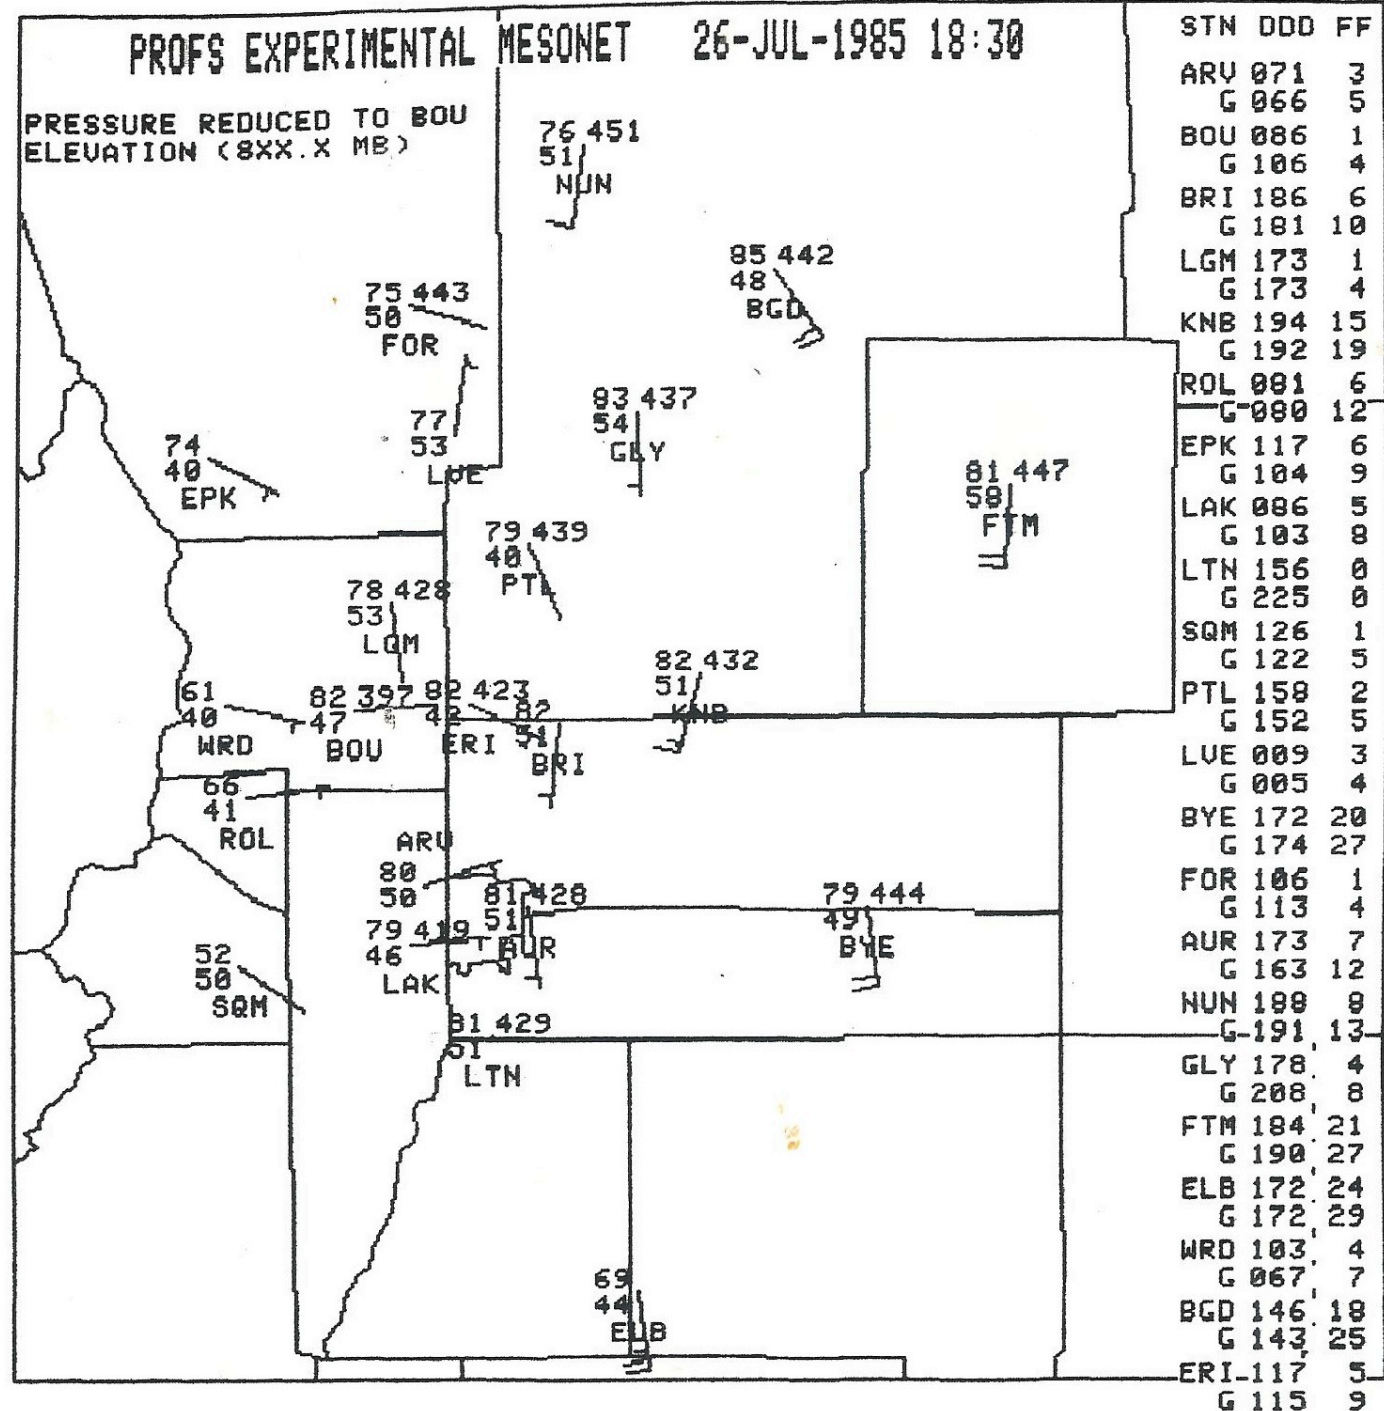 PROFS EXPERIMENTAL MESONET 26-JUL-1985 18:30
PRESSURE REDUCED TO BOU
ELEVATION (8XX.X MB)
76 451
51
NUN
85 442
48
BGD
75 443
50
FOR
77
53
LVE
83 437
54
GLY
74
40
EPK
81 447
58
FTM
79 439
40
PTL
78 428
53
LGM
82 432
51
KNB
61
40
WRD
82 397
47
BOU
82 423
42
ERI
82
51
BRI
66
41
ROL
ARV
80
50
81 428
51
AUR
79 444
49
BYE
79 419
46
LAK
52
50
SQM
81 429
51
LTN
69
44
ELB
STN DDD FF
ARV 071 3
G 066 5
BOU 086 1
G 106 4
BRI 186 6
G 181 10
LGM 173 1
G 173 4
KNB 194 15
G 192 19
ROL 081 6
G 080 12
EPK 117 6
G 104 9
LAK 086 5
G 103 8
LTN 156 0
G 225 0
SQM 126 1
G 122 5
PTL 158 2
G 152 5
LVE 009 3
G 005 4
BYE 172 20
G 174 27
FOR 106 1
G 113 4
AUR 173 7
G 163 12
NUN 188 8
G 191 13
GLY 178 4
G 208 8
FTM 184 21
G 190 27
ELB 172 24
G 172 29
WRD 103 4
G 067 7
BGD 146 18
G 143 25
ERI 117 5
G 115 9